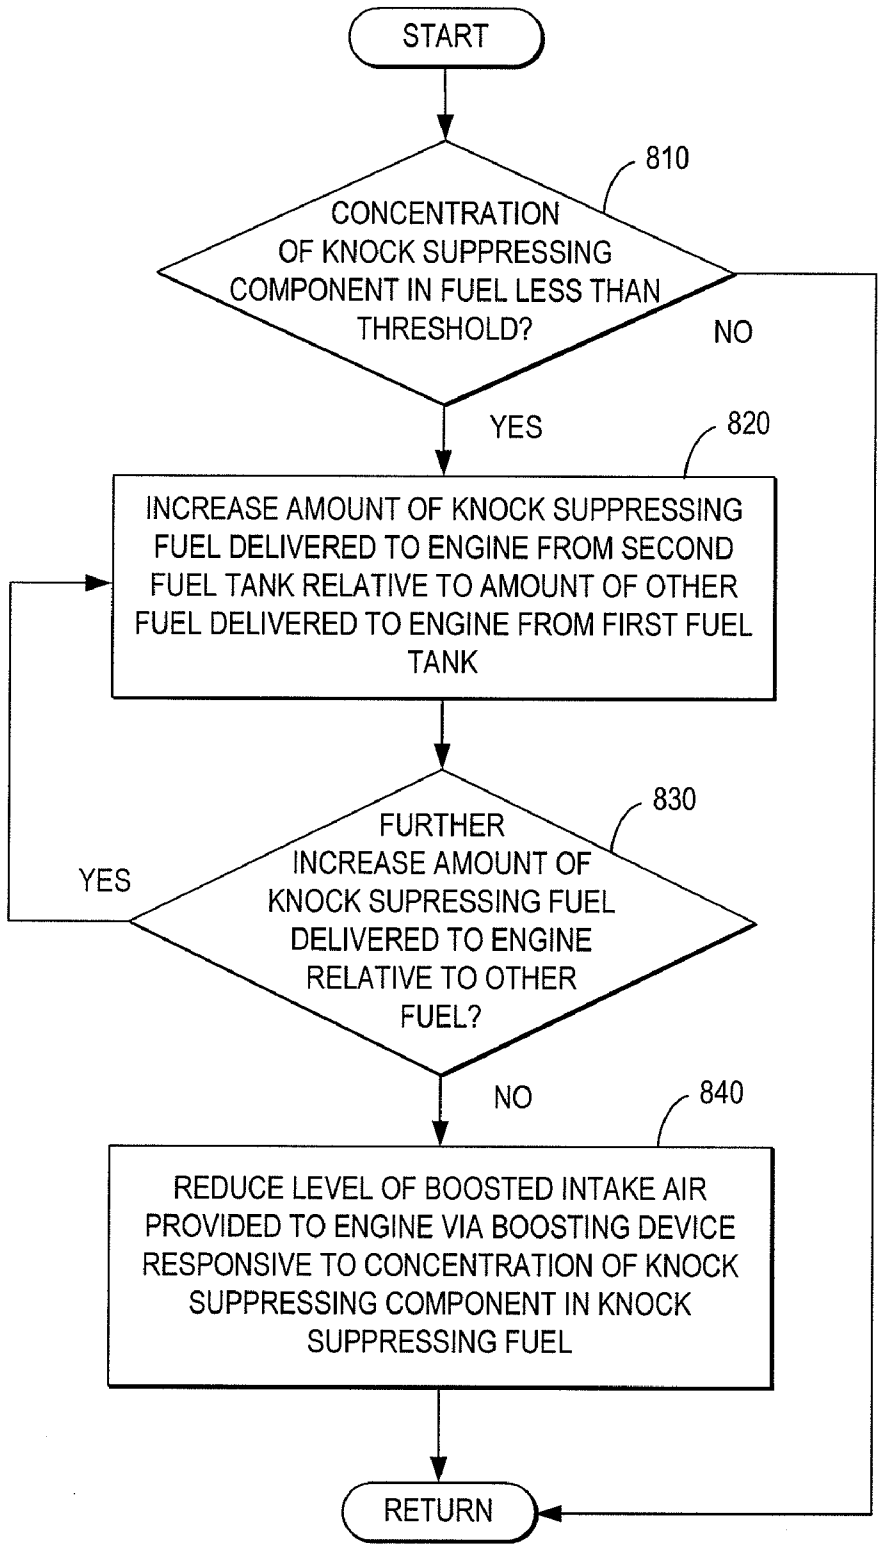 START
810
CONCENTRATION
OF KNOCK SUPPRESSING
COMPONENT IN FUEL LESS THAN
THRESHOLD?
NO
YES
820
INCREASE AMOUNT OF KNOCK SUPPRESSING
FUEL DELIVERED TO ENGINE FROM SECOND
FUEL TANK RELATIVE TO AMOUNT OF OTHER
FUEL DELIVERED TO ENGINE FROM FIRST FUEL
TANK
830
FURTHER
INCREASE AMOUNT OF
KNOCK SUPRESSING FUEL
DELIVERED TO ENGINE
RELATIVE TO OTHER
FUEL?
YES
NO
840
REDUCE LEVEL OF BOOSTED INTAKE AIR
PROVIDED TO ENGINE VIA BOOSTING DEVICE
RESPONSIVE TO CONCENTRATION OF KNOCK
SUPPRESSING COMPONENT IN KNOCK
SUPPRESSING FUEL
RETURN